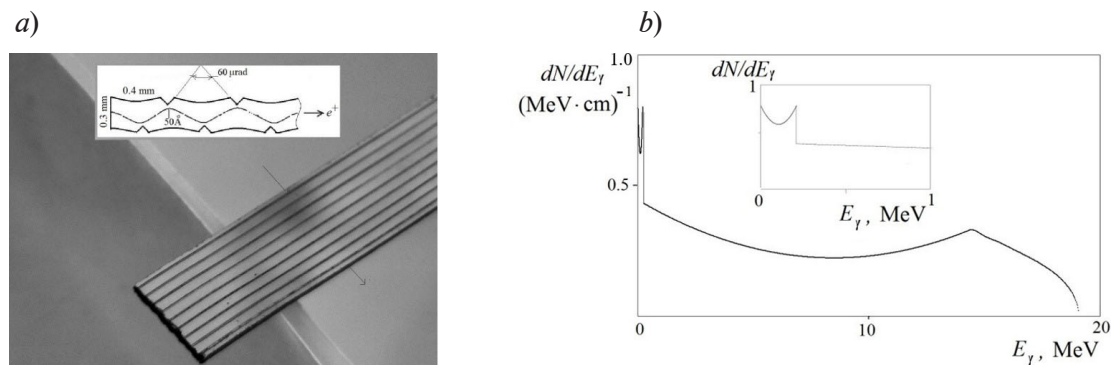 a)
60 μrad
0.4 mm
0.3 mm
50Å
e⁺
b)
dN/dEγ
(MeV·cm)⁻¹
1.0
0.5
0
10
20
Eγ, MeV
dN/dEγ
1
0
1
Eγ, MeV